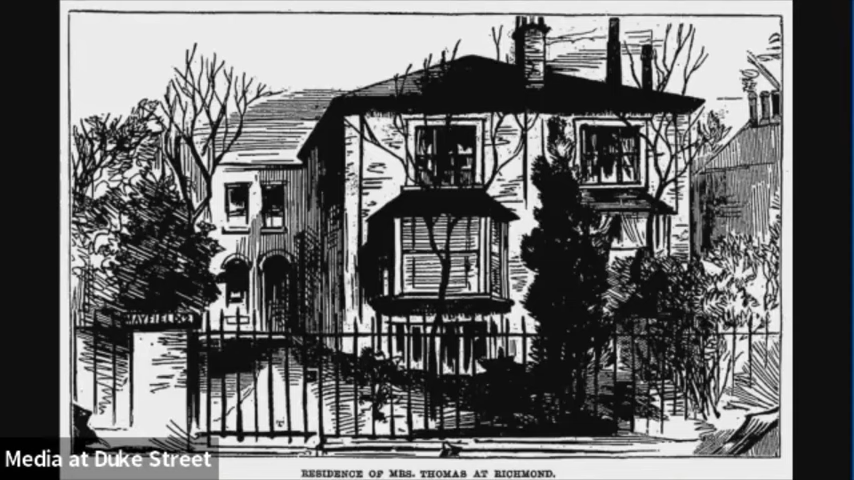 MAYFIELD
Media at Duke Street
RESIDENCE OF MRS. THOMAS AT RICHMOND.